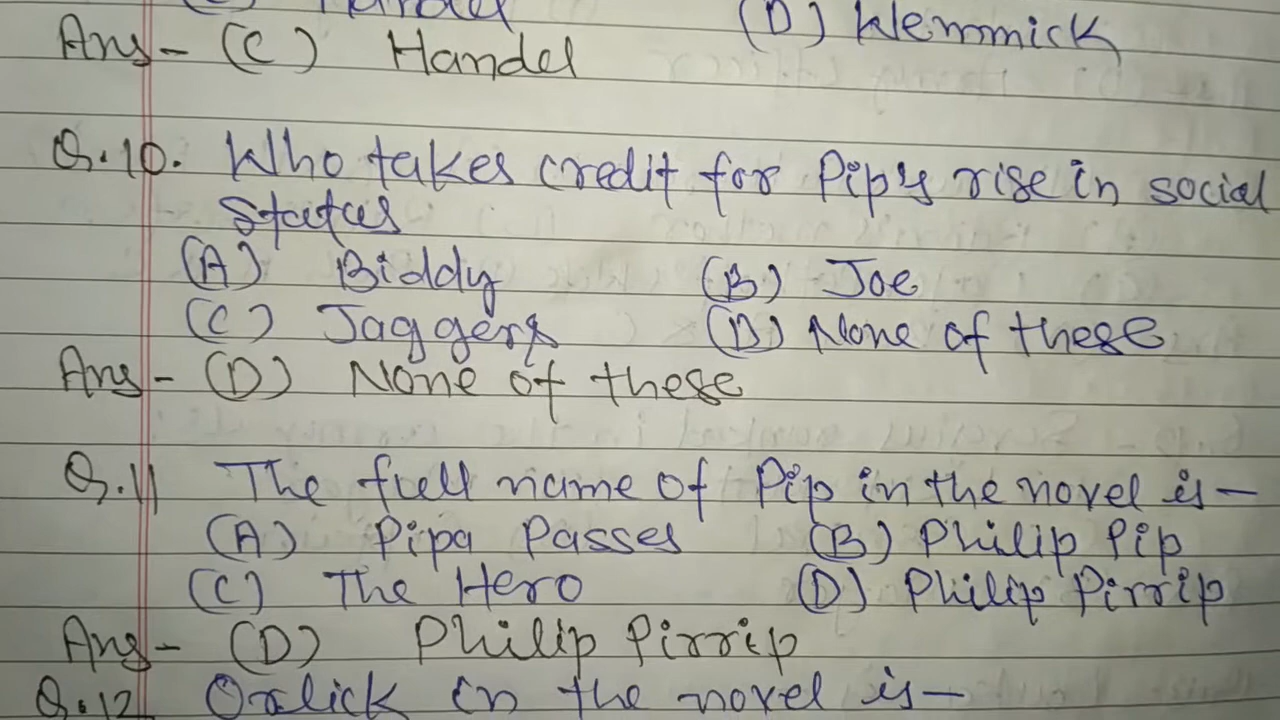 (C) Handel (D) Wemmick
Ans- (C) Handel
Q.10. Who takes credit for Pip's rise in social
status
(A) Biddy (B) Joe
(C) Jaggers (D) None of these
Ans- (D) None of these
Q.11 The full name of Pip in the novel is-
(A) Pipa Passes (B) Philip Pip
(C) The Hero (D) Philip Pirrip
Ans- (D) Philip Pirrip
Q.12 Orlick in the novel is-